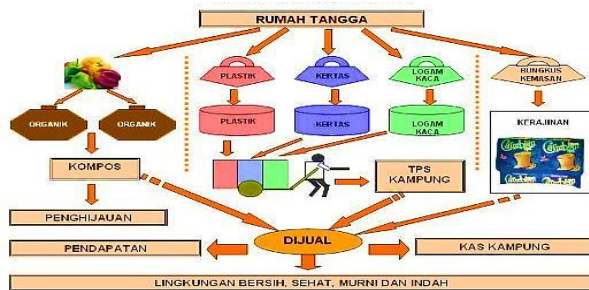 RUMAH TANGGA
PLASTIK
KERTAS
LOGAM
KACA
BUNGKUS
KEMASAN
ORGANIK
ORGANIK
PLASTIK
KERTAS
LOGAM
KACA
KERAJINAN
KOMPOS
TPS
KAMPUNG
PENGHIJAUAN
PENDAPATAN
DIJUAL
KAS KAMPUNG
LINGKUNGAN BERSIH, SEHAT, MURNI DAN INDAH